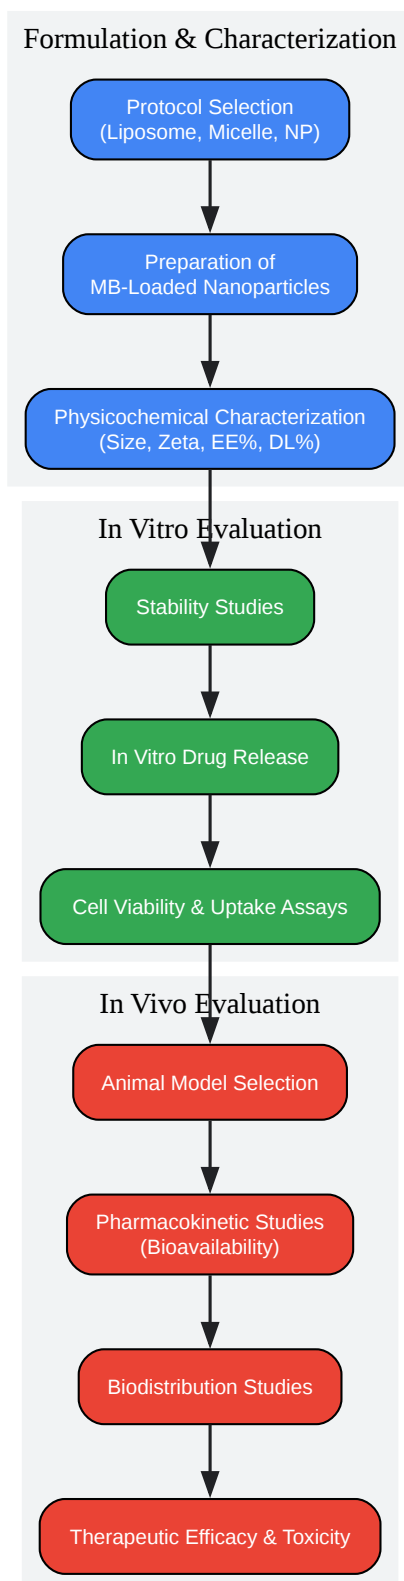 Formulation & Characterization
Protocol Selection
(Liposome, Micelle, NP)
Preparation of
MB-Loaded Nanoparticles
Physicochemical Characterization
(Size, Zeta, EE%, DL%)
In Vitro Evaluation
Stability Studies
In Vitro Drug Release
Cell Viability & Uptake Assays
In Vivo Evaluation
Animal Model Selection
Pharmacokinetic Studies
(Bioavailability)
Biodistribution Studies
Therapeutic Efficacy & Toxicity